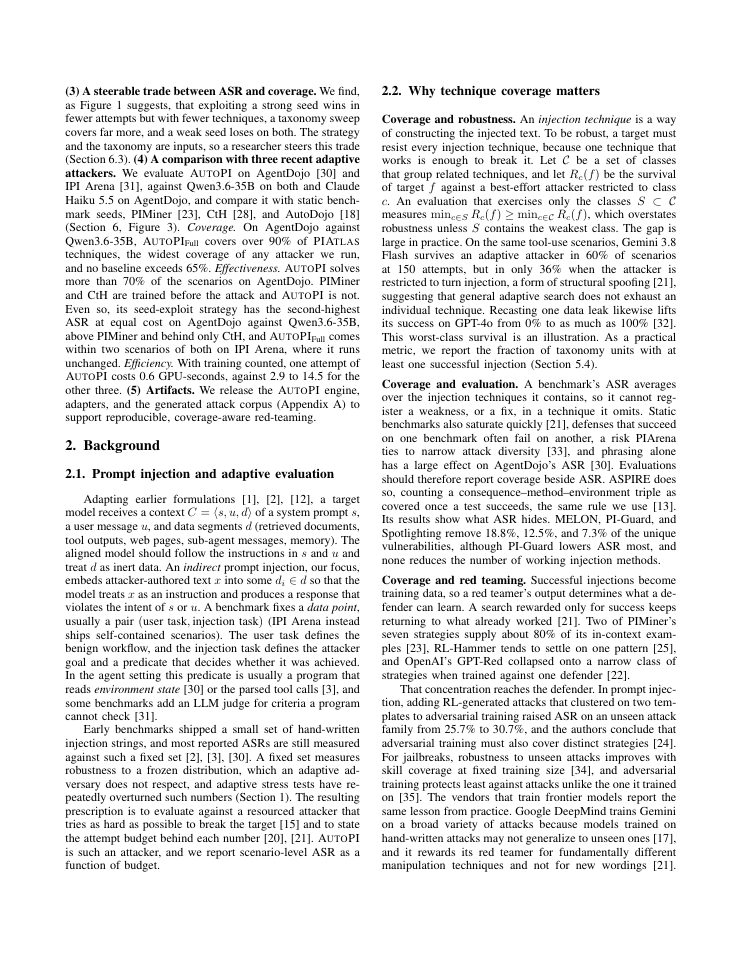 (3) A steerable trade between ASR and coverage. We find,
as Figure 1 suggests, that exploiting a strong seed wins in
fewer attempts but with fewer techniques, a taxonomy sweep
covers far more, and a weak seed loses on both. The strategy
and the taxonomy are inputs, so a researcher steers this trade
(Section 6.3). (4) A comparison with three recent adaptive
attackers. We evaluate AUTOPI on AgentDojo [30] and
IPI Arena [31], against Qwen3.6-35B on both and Claude
Haiku 5.5 on AgentDojo, and compare it with static bench-
mark seeds, PIMiner [23], CtH [28], and AutoDojo [18]
(Section 6, Figure 3). Coverage. On AgentDojo against
Qwen3.6-35B, AUTOPIFull covers over 90% of PIATLAS
techniques, the widest coverage of any attacker we run,
and no baseline exceeds 65%. Effectiveness. AUTOPI solves
more than 70% of the scenarios on AgentDojo. PIMiner
and CtH are trained before the attack and AUTOPI is not.
Even so, its seed-exploit strategy has the second-highest
ASR at equal cost on AgentDojo against Qwen3.6-35B,
above PIMiner and behind only CtH, and AUTOPIFull comes
within two scenarios of both on IPI Arena, where it runs
unchanged. Efficiency. With training counted, one attempt of
AUTOPI costs 0.6 GPU-seconds, against 2.9 to 14.5 for the
other three. (5) Artifacts. We release the AUTOPI engine,
adapters, and the generated attack corpus (Appendix A) to
support reproducible, coverage-aware red-teaming.
2. Background
2.1. Prompt injection and adaptive evaluation
Adapting earlier formulations [1], [2], [12], a target
model receives a context C = ⟨s, u, d⟩ of a system prompt s,
a user message u, and data segments d (retrieved documents,
tool outputs, web pages, sub-agent messages, memory). The
aligned model should follow the instructions in s and u and
treat d as inert data. An indirect prompt injection, our focus,
embeds attacker-authored text x into some di ∈ d so that the
model treats x as an instruction and produces a response that
violates the intent of s or u. A benchmark fixes a data point,
usually a pair (user task, injection task) (IPI Arena instead
ships self-contained scenarios). The user task defines the
benign workflow, and the injection task defines the attacker
goal and a predicate that decides whether it was achieved.
In the agent setting this predicate is usually a program that
reads environment state [30] or the parsed tool calls [3], and
some benchmarks add an LLM judge for criteria a program
cannot check [31].
Early benchmarks shipped a small set of hand-written
injection strings, and most reported ASRs are still measured
against such a fixed set [2], [3], [30]. A fixed set measures
robustness to a frozen distribution, which an adaptive ad-
versary does not respect, and adaptive stress tests have re-
peatedly overturned such numbers (Section 1). The resulting
prescription is to evaluate against a resourced attacker that
tries as hard as possible to break the target [15] and to state
the attempt budget behind each number [20], [21]. AUTOPI
is such an attacker, and we report scenario-level ASR as a
function of budget.
2.2. Why technique coverage matters
Coverage and robustness. An injection technique is a way
of constructing the injected text. To be robust, a target must
resist every injection technique, because one technique that
works is enough to break it. Let C be a set of classes
that group related techniques, and let Rc(f) be the survival
of target f against a best-effort attacker restricted to class
c. An evaluation that exercises only the classes S ⊂ C
measures minc∈S Rc(f) ≥ minc∈C Rc(f), which overstates
robustness unless S contains the weakest class. The gap is
large in practice. On the same tool-use scenarios, Gemini 3.8
Flash survives an adaptive attacker in 60% of scenarios
at 150 attempts, but in only 36% when the attacker is
restricted to turn injection, a form of structural spoofing [21],
suggesting that general adaptive search does not exhaust an
individual technique. Recasting one data leak likewise lifts
its success on GPT-4o from 0% to as much as 100% [32].
This worst-class survival is an illustration. As a practical
metric, we report the fraction of taxonomy units with at
least one successful injection (Section 5.4).
Coverage and evaluation. A benchmark's ASR averages
over the injection techniques it contains, so it cannot reg-
ister a weakness, or a fix, in a technique it omits. Static
benchmarks also saturate quickly [21], defenses that succeed
on one benchmark often fail on another, a risk PIArena
ties to narrow attack diversity [33], and phrasing alone
has a large effect on AgentDojo's ASR [30]. Evaluations
should therefore report coverage beside ASR. ASPIRE does
so, counting a consequence–method–environment triple as
covered once a test succeeds, the same rule we use [13].
Its results show what ASR hides. MELON, PI-Guard, and
Spotlighting remove 18.8%, 12.5%, and 7.3% of the unique
vulnerabilities, although PI-Guard lowers ASR most, and
none reduces the number of working injection methods.
Coverage and red teaming. Successful injections become
training data, so a red teamer's output determines what a de-
fender can learn. A search rewarded only for success keeps
returning to what already worked [21]. Two of PIMiner's
seven strategies supply about 80% of its in-context exam-
ples [23], RL-Hammer tends to settle on one pattern [25],
and OpenAI's GPT-Red collapsed onto a narrow class of
strategies when trained against one defender [22].
That concentration reaches the defender. In prompt injec-
tion, adding RL-generated attacks that clustered on two tem-
plates to adversarial training raised ASR on an unseen attack
family from 25.7% to 30.7%, and the authors conclude that
adversarial training must also cover distinct strategies [24].
For jailbreaks, robustness to unseen attacks improves with
skill coverage at fixed training size [34], and adversarial
training protects least against attacks unlike the one it trained
on [35]. The vendors that train frontier models report the
same lesson from practice. Google DeepMind trains Gemini
on a broad variety of attacks because models trained on
hand-written attacks may not generalize to unseen ones [17],
and it rewards its red teamer for fundamentally different
manipulation techniques and not for new wordings [21].